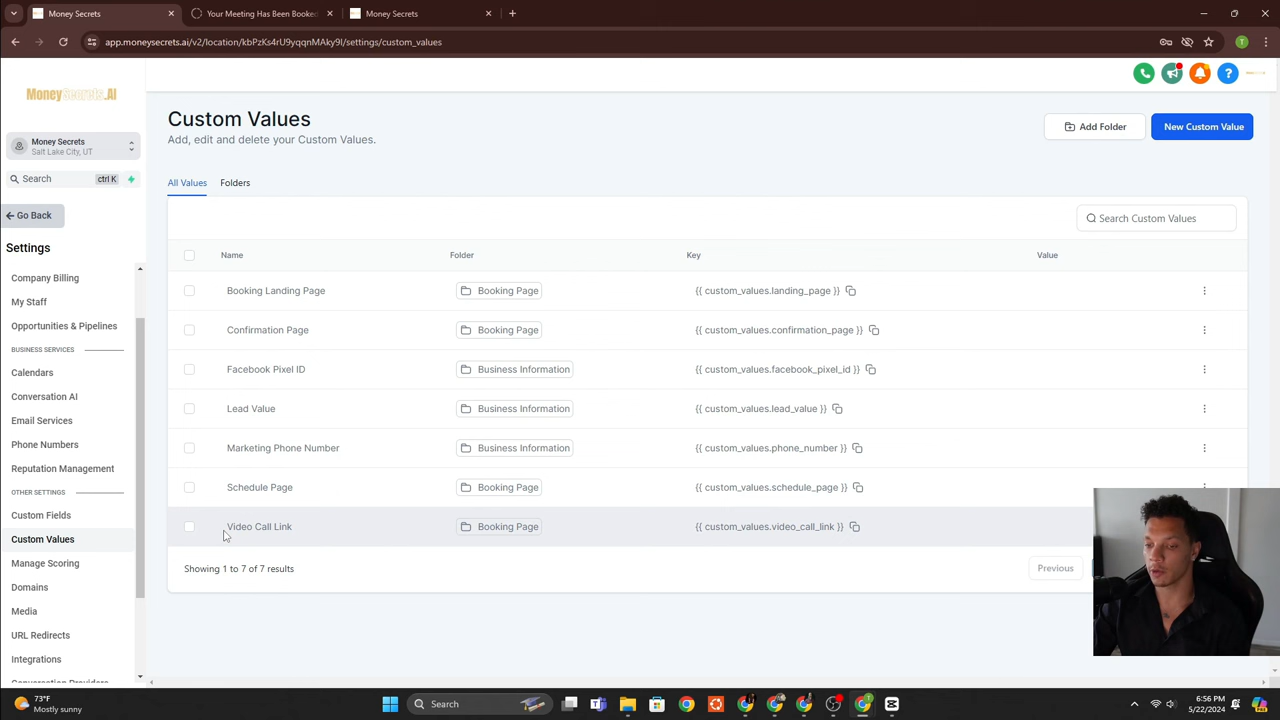 Money Secrets
Your Meeting Has Been Booked
Money Secrets
app.moneysecrets.ai/v2/location/kbPzKs4rU9yqqnMAky9l/settings/custom_values
MoneySecrets.AI
Money Secrets
Salt Lake City, UT
Search ctrl K
Go Back
Settings
Company Billing
My Staff
Opportunities & Pipelines
BUSINESS SERVICES
Calendars
Conversation AI
Email Services
Phone Numbers
Reputation Management
OTHER SETTINGS
Custom Fields
Custom Values
Manage Scoring
Domains
Media
URL Redirects
Integrations
Conversation Providers
Custom Values
Add, edit and delete your Custom Values.
Add Folder
New Custom Value
All Values Folders
Search Custom Values
Name Folder Key Value
Booking Landing Page Booking Page {{ custom_values.landing_page }}
Confirmation Page Booking Page {{ custom_values.confirmation_page }}
Facebook Pixel ID Business Information {{ custom_values.facebook_pixel_id }}
Lead Value Business Information {{ custom_values.lead_value }}
Marketing Phone Number Business Information {{ custom_values.phone_number }}
Schedule Page Booking Page {{ custom_values.schedule_page }}
Video Call Link Booking Page {{ custom_values.video_call_link }}
Showing 1 to 7 of 7 results
Previous
73°F
Mostly sunny
Search
6:56 PM
5/22/2024